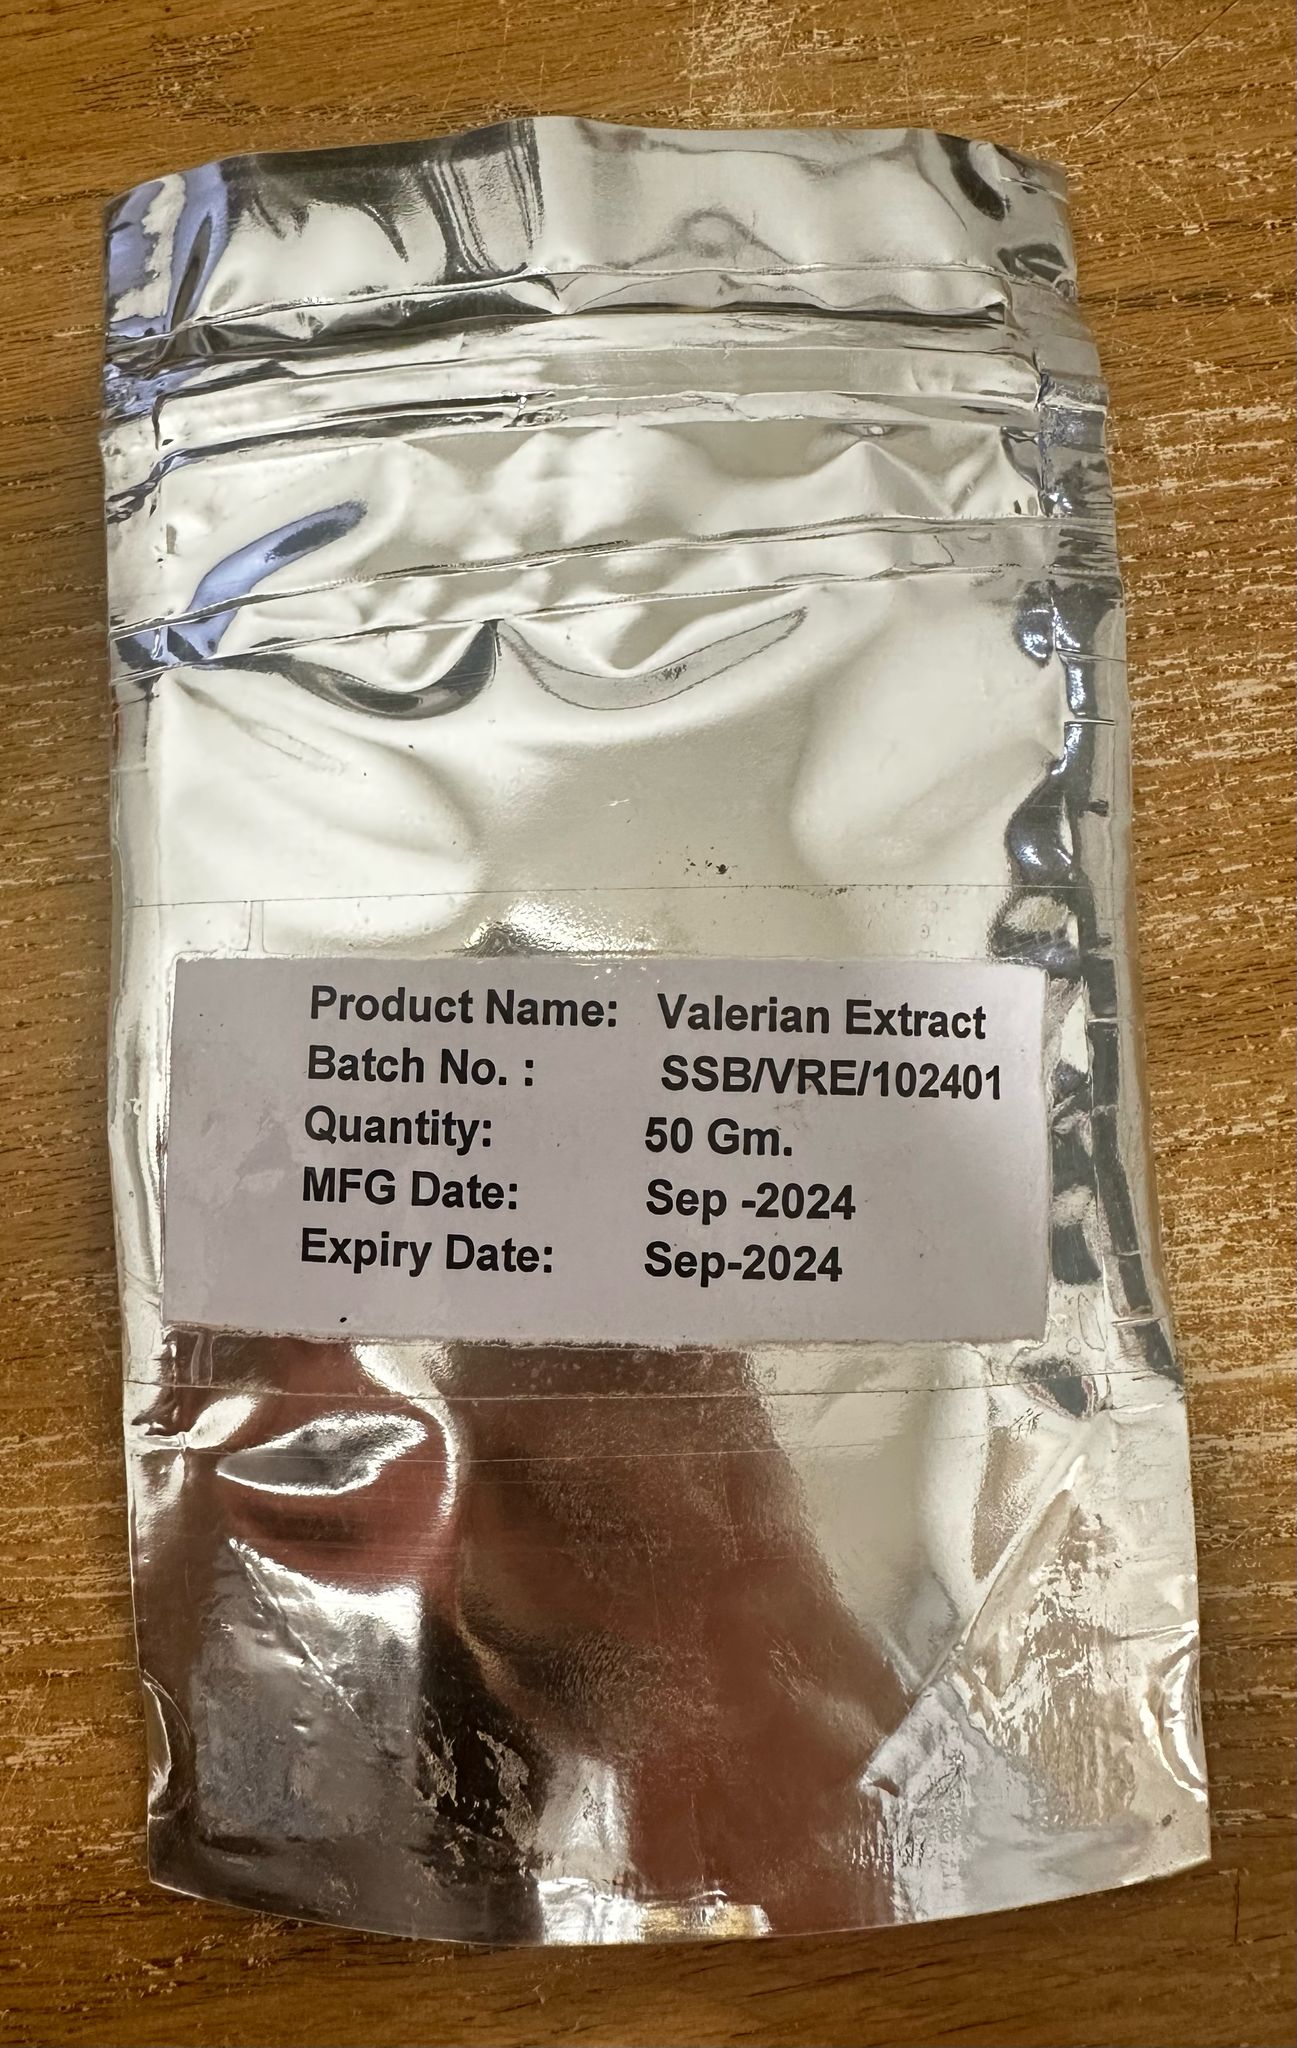 Product Name: Valerian Extract
Batch No. : SSB/VRE/102401
Quantity: 50 Gm.
MFG Date: Sep -2024
Expiry Date: Sep-2024